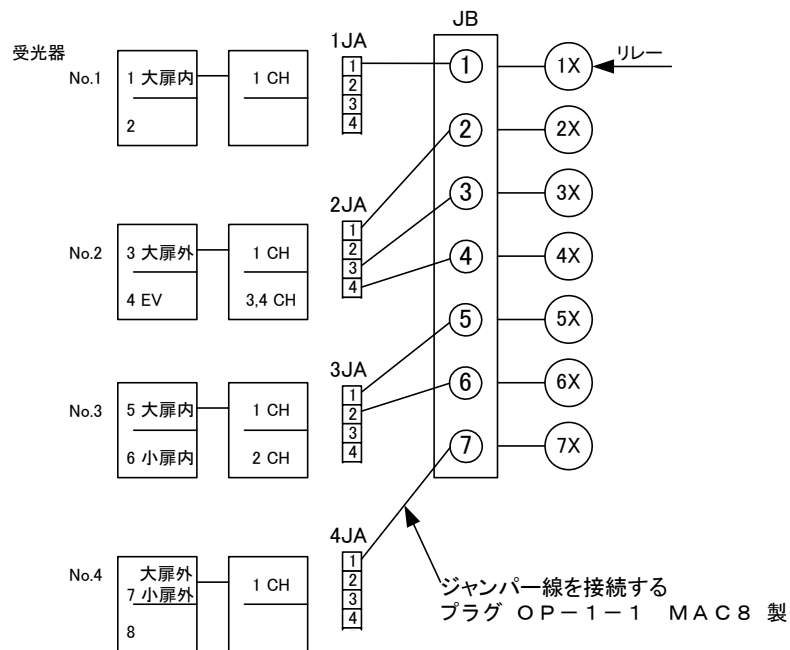 受光器
No.1
1 大扉内
2
1 CH
1JA
1
2
3
4
No.2
3 大扉外
4 EV
1 CH
3,4 CH
2JA
1
2
3
4
No.3
5 大扉内
6 小扉内
1 CH
2 CH
3JA
1
2
3
4
No.4
大扉外
7 小扉外
8
1 CH
4JA
1
2
3
4
JB
1
2
3
4
5
6
7
1X
2X
3X
4X
5X
6X
7X
リレー
ジャンパー線を接続する
プラグ ОP-1-1 MAC8 製